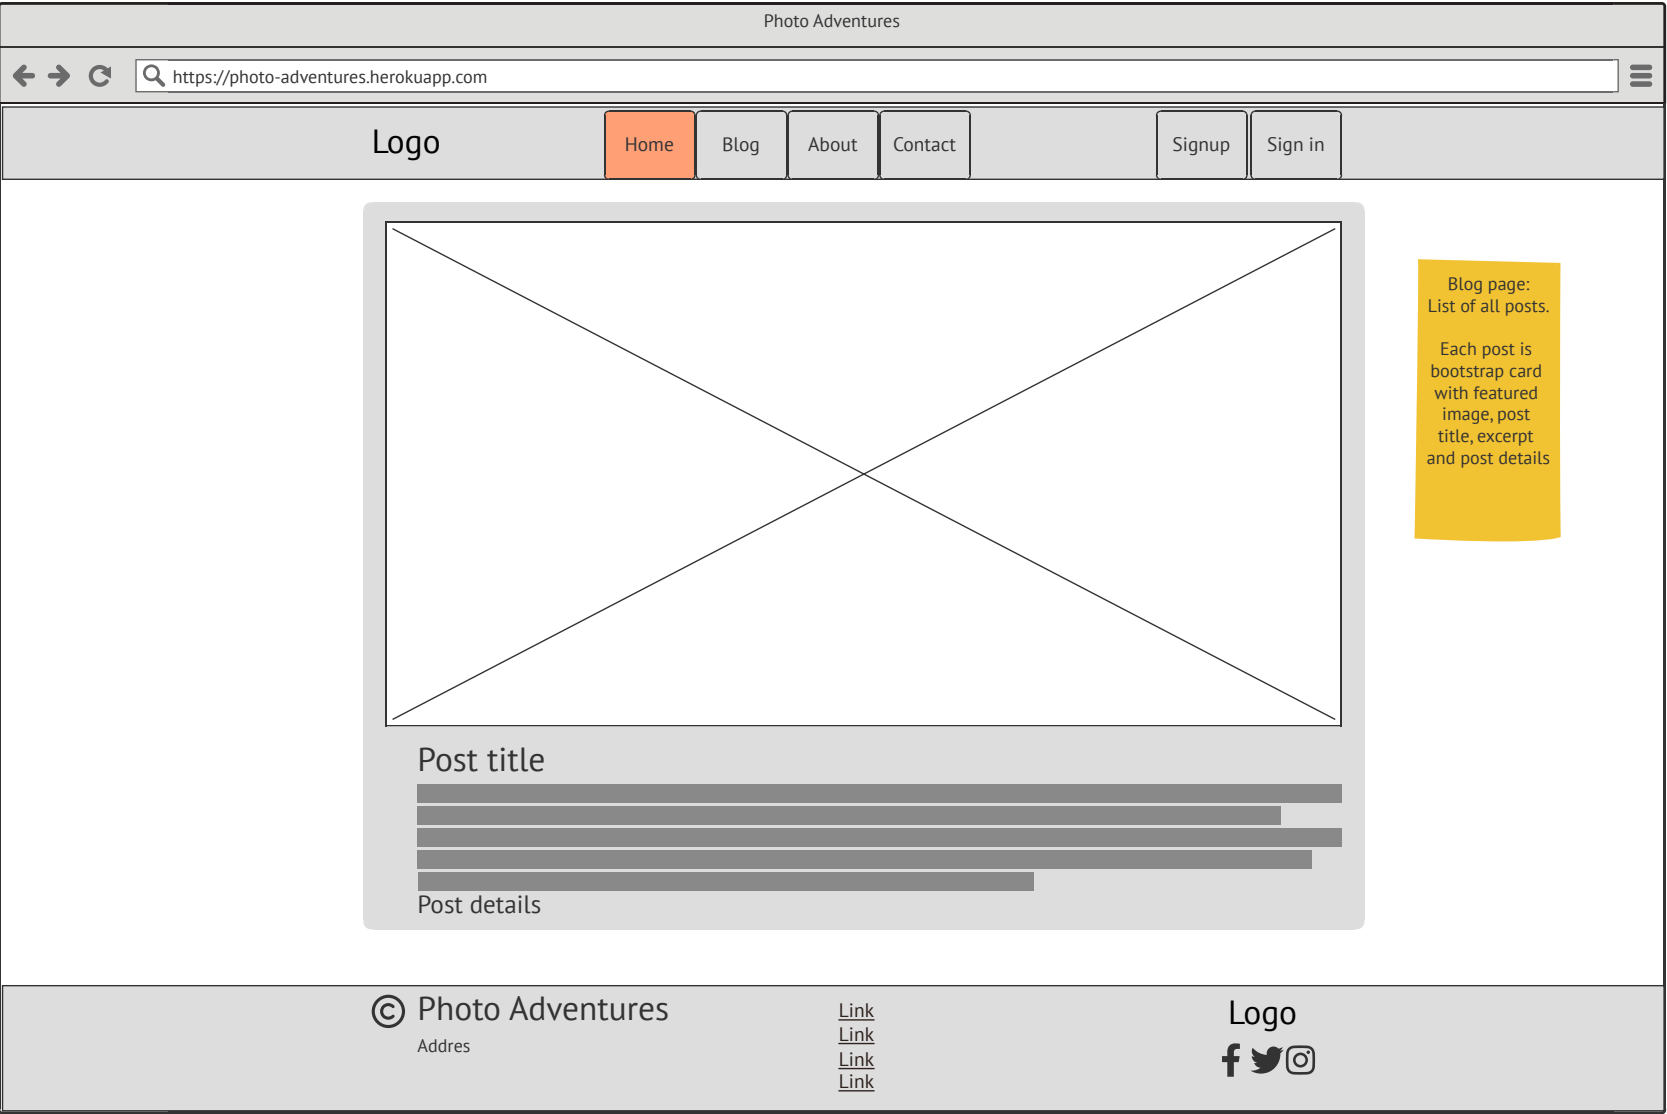 Photo Adventures
https://photo-adventures.herokuapp.com
Logo
Home
Blog
About
Contact
Signup
Sign in
Blog page:
List of all posts.
Each post is
bootstrap card
with featured
image, post
title, excerpt
and post details
Post title
Post details
© Photo Adventures
Addres
Link
Link
Link
Link
Logo